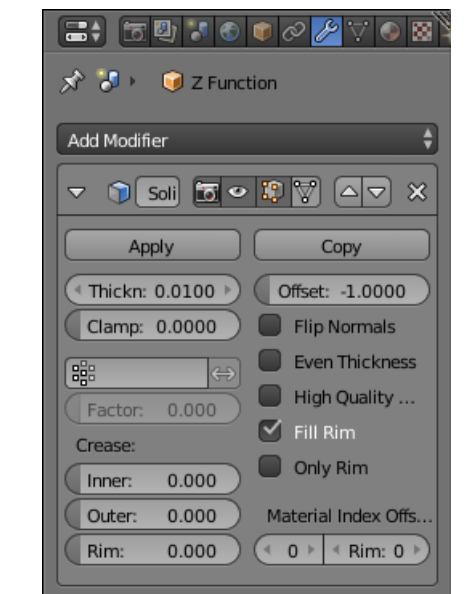 Z Function
Add Modifier
Soli
Apply
Copy
Thickn: 0.0100
Offset: -1.0000
Clamp: 0.0000
Flip Normals
Even Thickness
High Quality ...
Factor: 0.000
Fill Rim
Crease:
Only Rim
Inner: 0.000
Outer: 0.000
Material Index Offs...
Rim: 0.000
0
Rim: 0